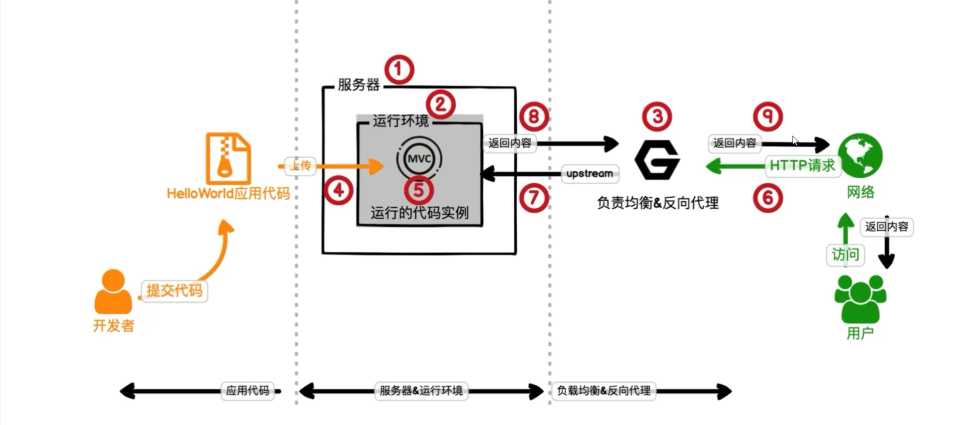 ①
服务器
②
运行环境
MVC
⑤
运行的代码实例
HelloWorld应用代码
上传
④
提交代码
开发者
⑧
返回内容
upstream
⑦
③
负责均衡&反向代理
⑨
返回内容
HTTP请求
⑥
网络
返回内容
访问
用户
应用代码
服务器&运行环境
负载均衡&反向代理